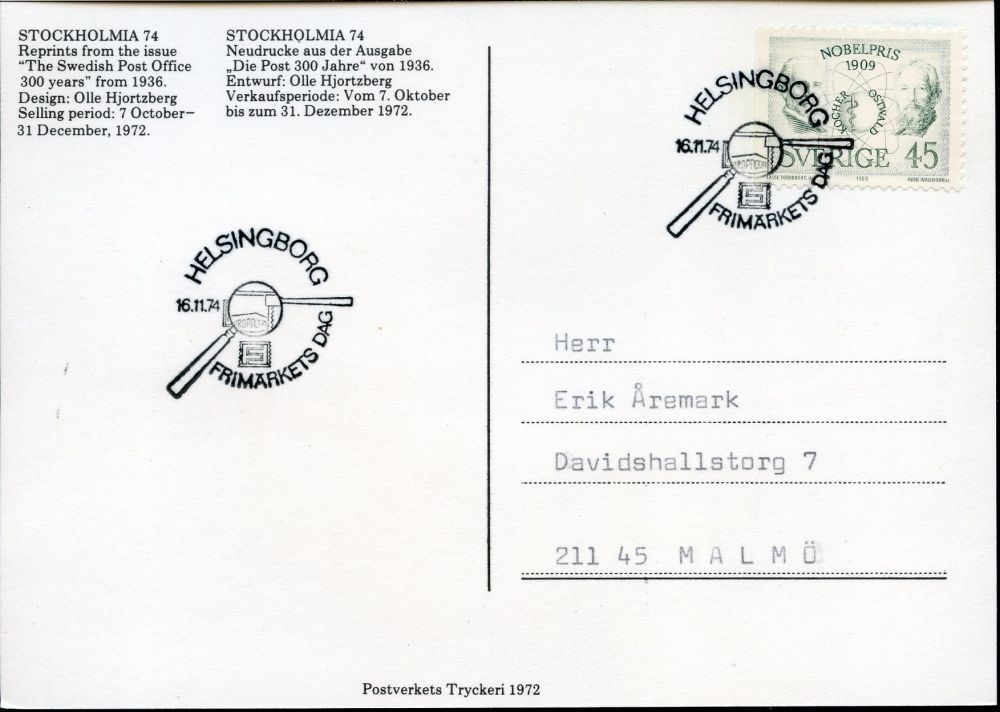 STOCKHOLMIA 74
Reprints from the issue
“The Swedish Post Office
300 years” from 1936.
Design: Olle Hjortzberg
Selling period: 7 October–
31 December, 1972.
STOCKHOLMIA 74
Neudrucke aus der Ausgabe
„Die Post 300 Jahre“ von 1936.
Entwurf: Olle Hjortzberg
Verkaufsperiode: Vom 7. Oktober
bis zum 31. Dezember 1972.
NOBELPRIS
1909
KOCHER
OSTWALD
SVERIGE 45
1969
HELSINGBORG
16.11.74
FRIMÄRKETS DAG
HELSINGBORG
16.11.74
FRIMÄRKETS DAG
Herr
Erik Åremark
Davidshallstorg 7
211 45 M A L M Ö
Postverkets Tryckeri 1972